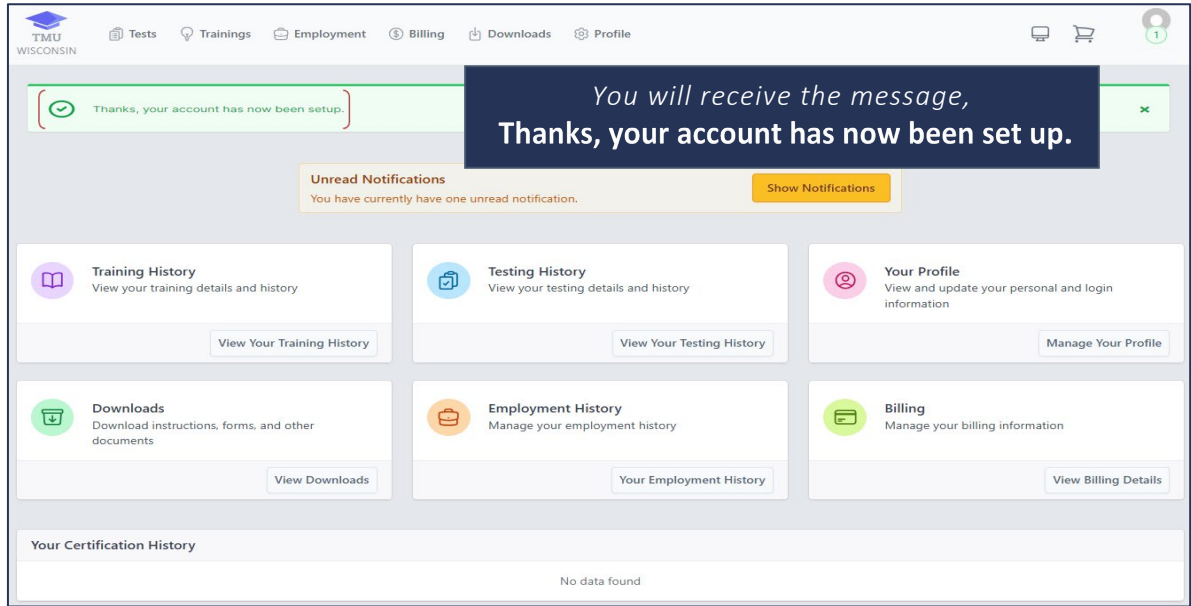 TMU
WISCONSIN
Tests Trainings Employment Billing Downloads Profile
1
Thanks, your account has now been setup.
You will receive the message,
Thanks, your account has now been set up.
Unread Notifications
You have currently have one unread notification.
Show Notifications
Training History
View your training details and history
View Your Training History
Testing History
View your testing details and history
View Your Testing History
Your Profile
View and update your personal and login
information
Manage Your Profile
Downloads
Download instructions, forms, and other
documents
View Downloads
Employment History
Manage your employment history
Your Employment History
Billing
Manage your billing information
View Billing Details
Your Certification History
No data found